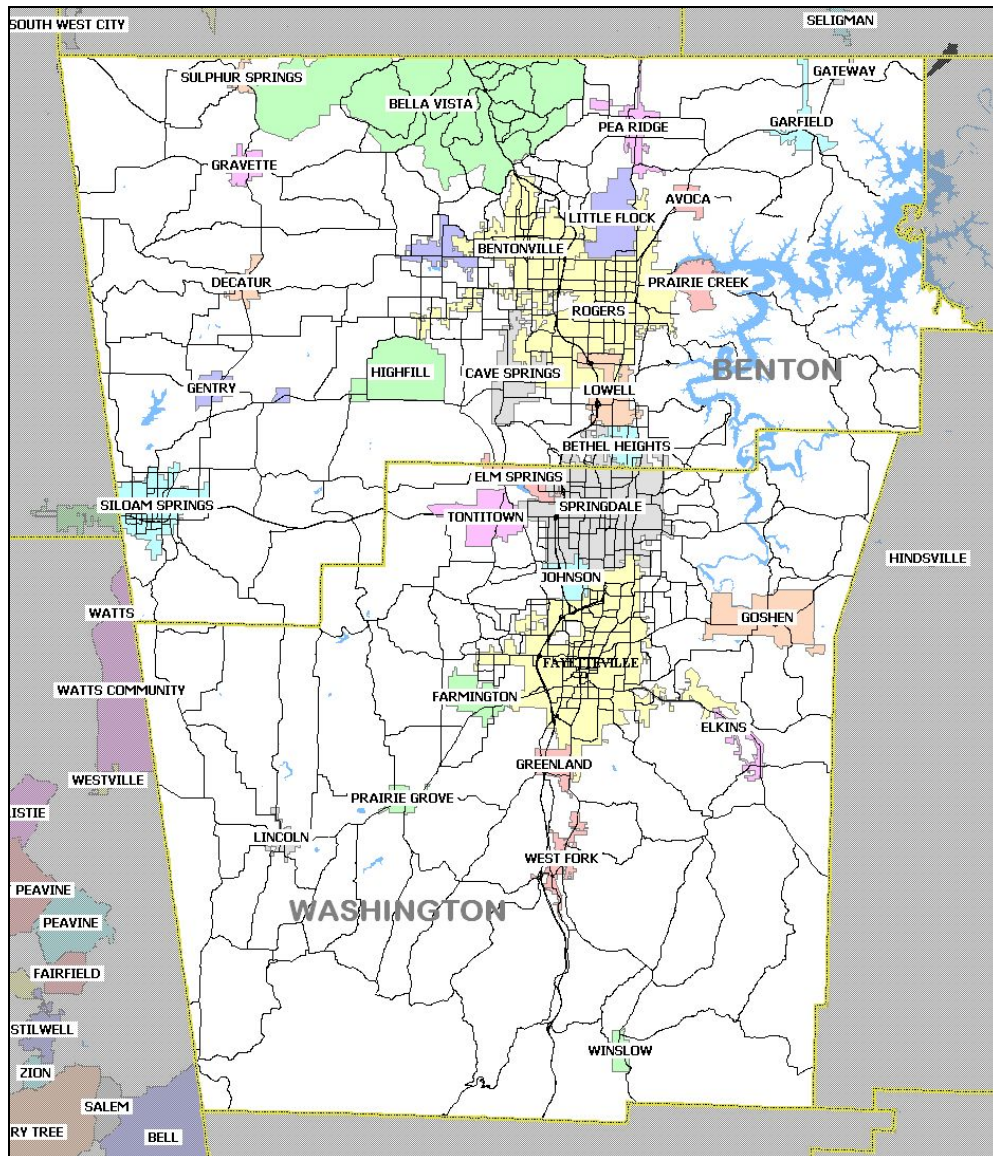 SOUTH WEST CITY
SELIGMAN
SULPHUR SPRINGS
GATEWAY
BELLA VISTA
PEA RIDGE
GARFIELD
GRAVETTE
AVOCA
LITTLE FLOCK
BENTONVILLE
DECATUR
PRAIRIE CREEK
ROGERS
HIGHFILL
CAVE SPRINGS
BENTON
GENTRY
LOWELL
BETHEL HEIGHTS
ELM SPRINGS
SILOAM SPRINGS
SPRINGDALE
TONTITOWN
HINDSVILLE
JOHNSON
WATTS
GOSHEN
FAYETTEVILLE
WATTS COMMUNITY
FARMINGTON
ELKINS
GREENLAND
WESTVILLE
PRAIRIE GROVE
ISTIE
LINCOLN
WEST FORK
PEAVINE
WASHINGTON
PEAVINE
FAIRFIELD
STILWELL
WINSLOW
ZION
SALEM
RY TREE
BELL